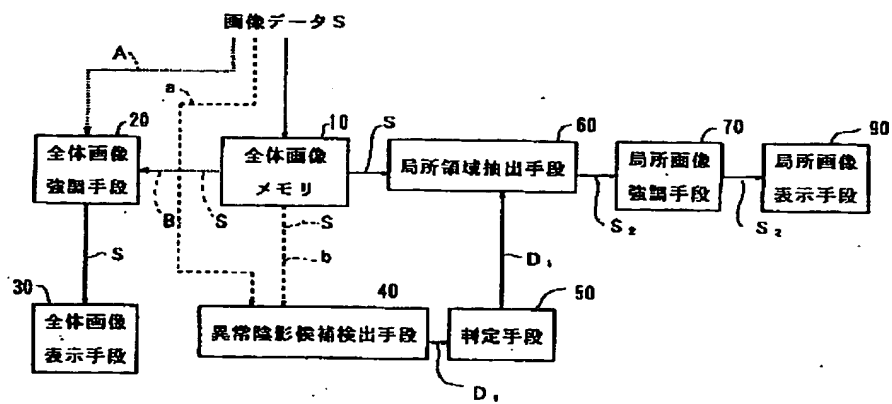 画像データS
A
a
20
10
S
60
70
90
全体画像
強調手段
全体画像
メモリ
局所領域抽出手段
局所画像
強調手段
局所画像
表示手段
B
S
S
b
S₂
S₂
S
D₁
30
40
50
全体画像
表示手段
異常陰影候補検出手段
判定手段